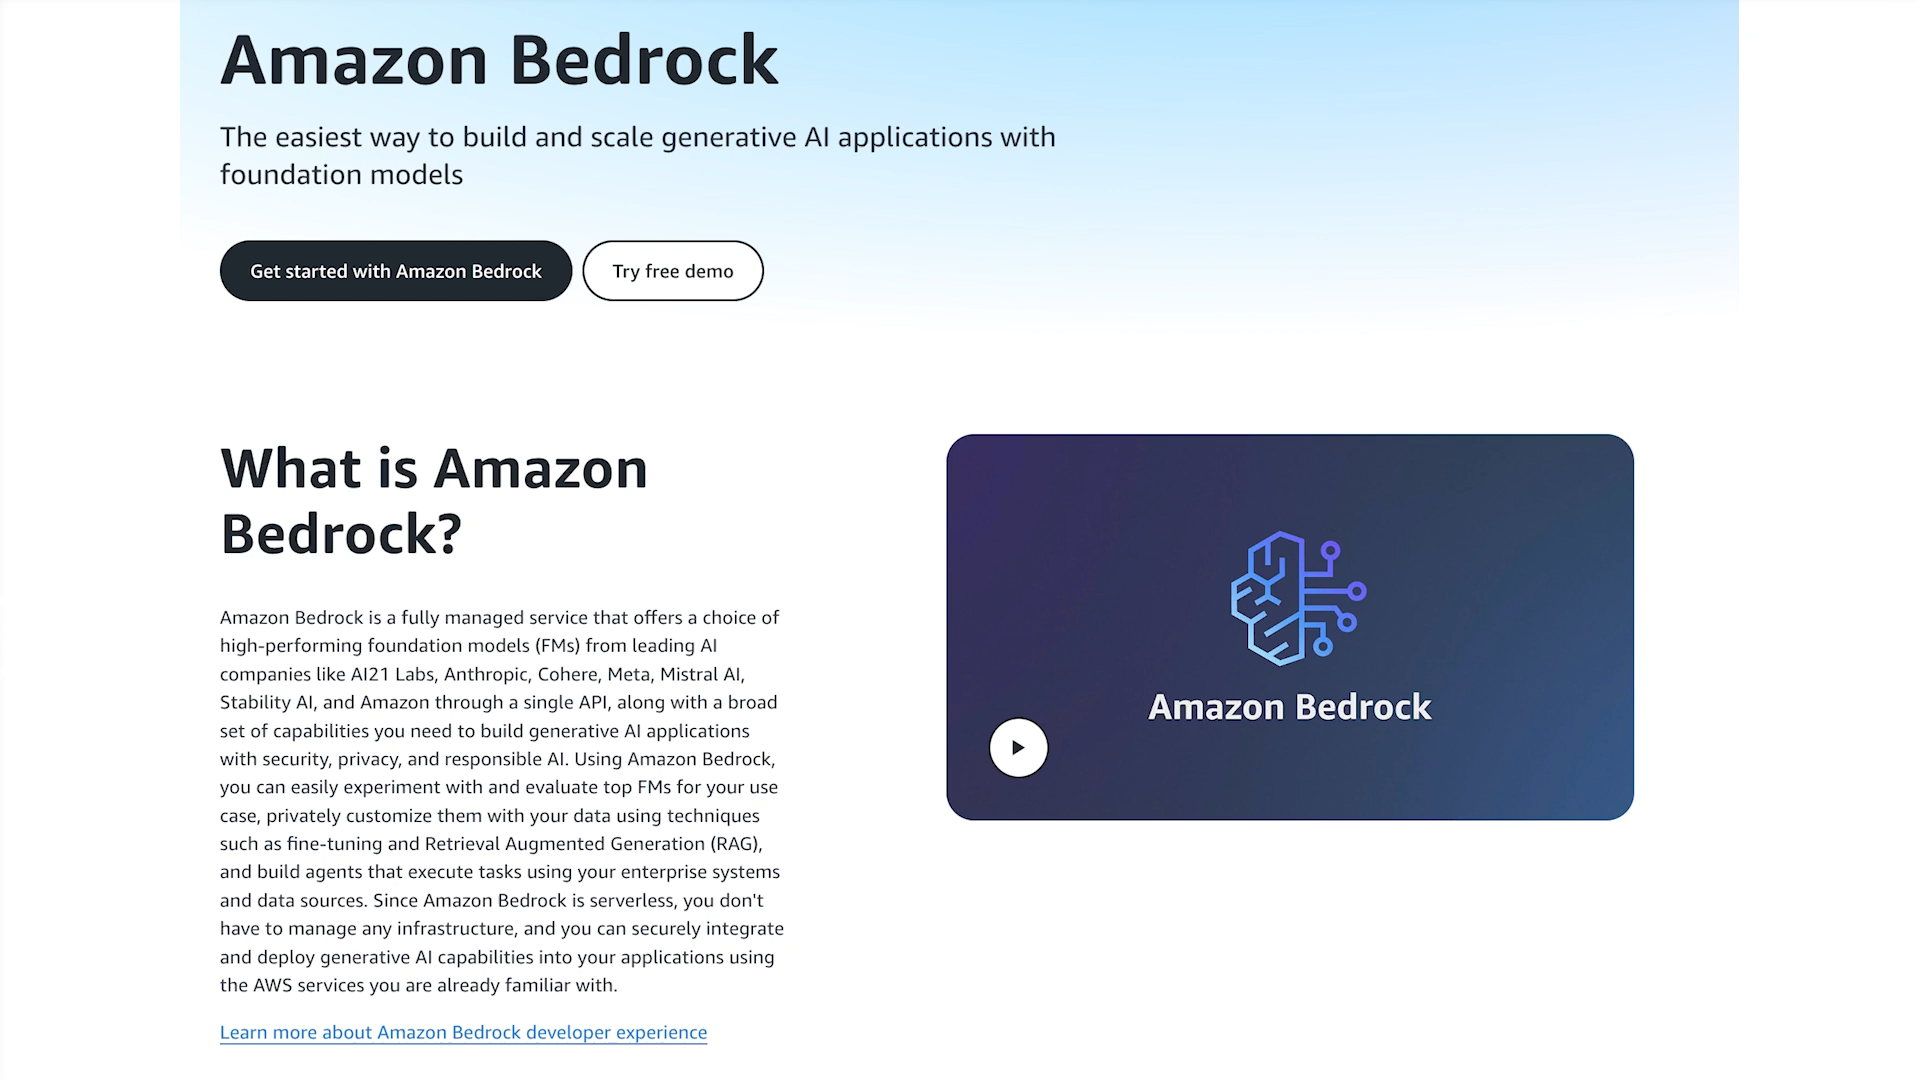 Amazon Bedrock
The easiest way to build and scale generative AI applications with
foundation models
Get started with Amazon Bedrock
Try free demo
What is Amazon
Bedrock?
Amazon Bedrock is a fully managed service that offers a choice of
high-performing foundation models (FMs) from leading AI
companies like AI21 Labs, Anthropic, Cohere, Meta, Mistral AI,
Stability AI, and Amazon through a single API, along with a broad
set of capabilities you need to build generative AI applications
with security, privacy, and responsible AI. Using Amazon Bedrock,
you can easily experiment with and evaluate top FMs for your use
case, privately customize them with your data using techniques
such as fine-tuning and Retrieval Augmented Generation (RAG),
and build agents that execute tasks using your enterprise systems
and data sources. Since Amazon Bedrock is serverless, you don't
have to manage any infrastructure, and you can securely integrate
and deploy generative AI capabilities into your applications using
the AWS services you are already familiar with.
Learn more about Amazon Bedrock developer experience
Amazon Bedrock